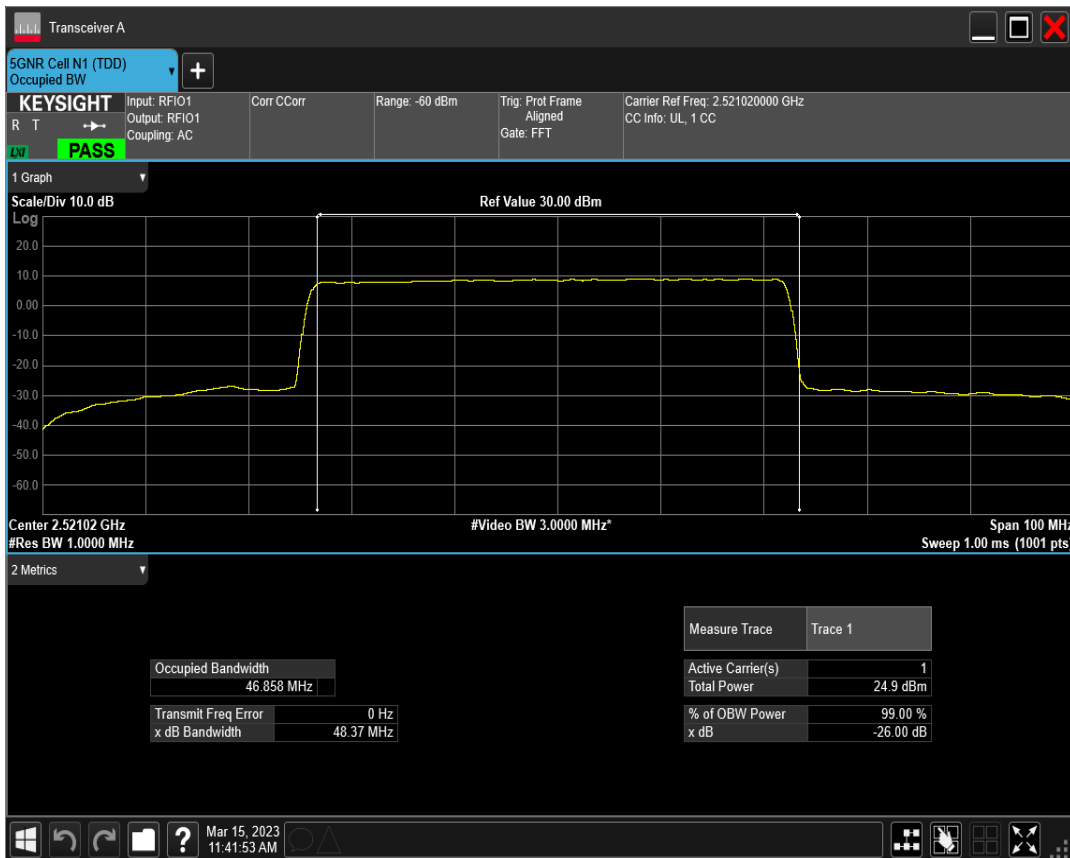 Transceiver A
5GNR Cell N1 (TDD)
Occupied BW
+
KEYSIGHT
R T
LXI
PASS
Input: RFIO1
Output: RFIO1
Coupling: AC
Corr CCorr
Range: -60 dBm
Trig: Prot Frame
Aligned
Gate: FFT
Carrier Ref Freq: 2.521020000 GHz
CC Info: UL, 1 CC
1 Graph
Scale/Div 10.0 dB
Ref Value 30.00 dBm
Log
20.0
10.0
0.00
-10.0
-20.0
-30.0
-40.0
-50.0
-60.0
Center 2.52102 GHz
#Video BW 3.0000 MHz*
Span 100 MHz
#Res BW 1.0000 MHz
Sweep 1.00 ms (1001 pts)
2 Metrics
Measure Trace Trace 1
Occupied Bandwidth
46.858 MHz
Active Carrier(s) 1
Total Power 24.9 dBm
Transmit Freq Error 0 Hz
x dB Bandwidth 48.37 MHz
% of OBW Power 99.00 %
x dB -26.00 dB
?
Mar 15, 2023
11:41:53 AM